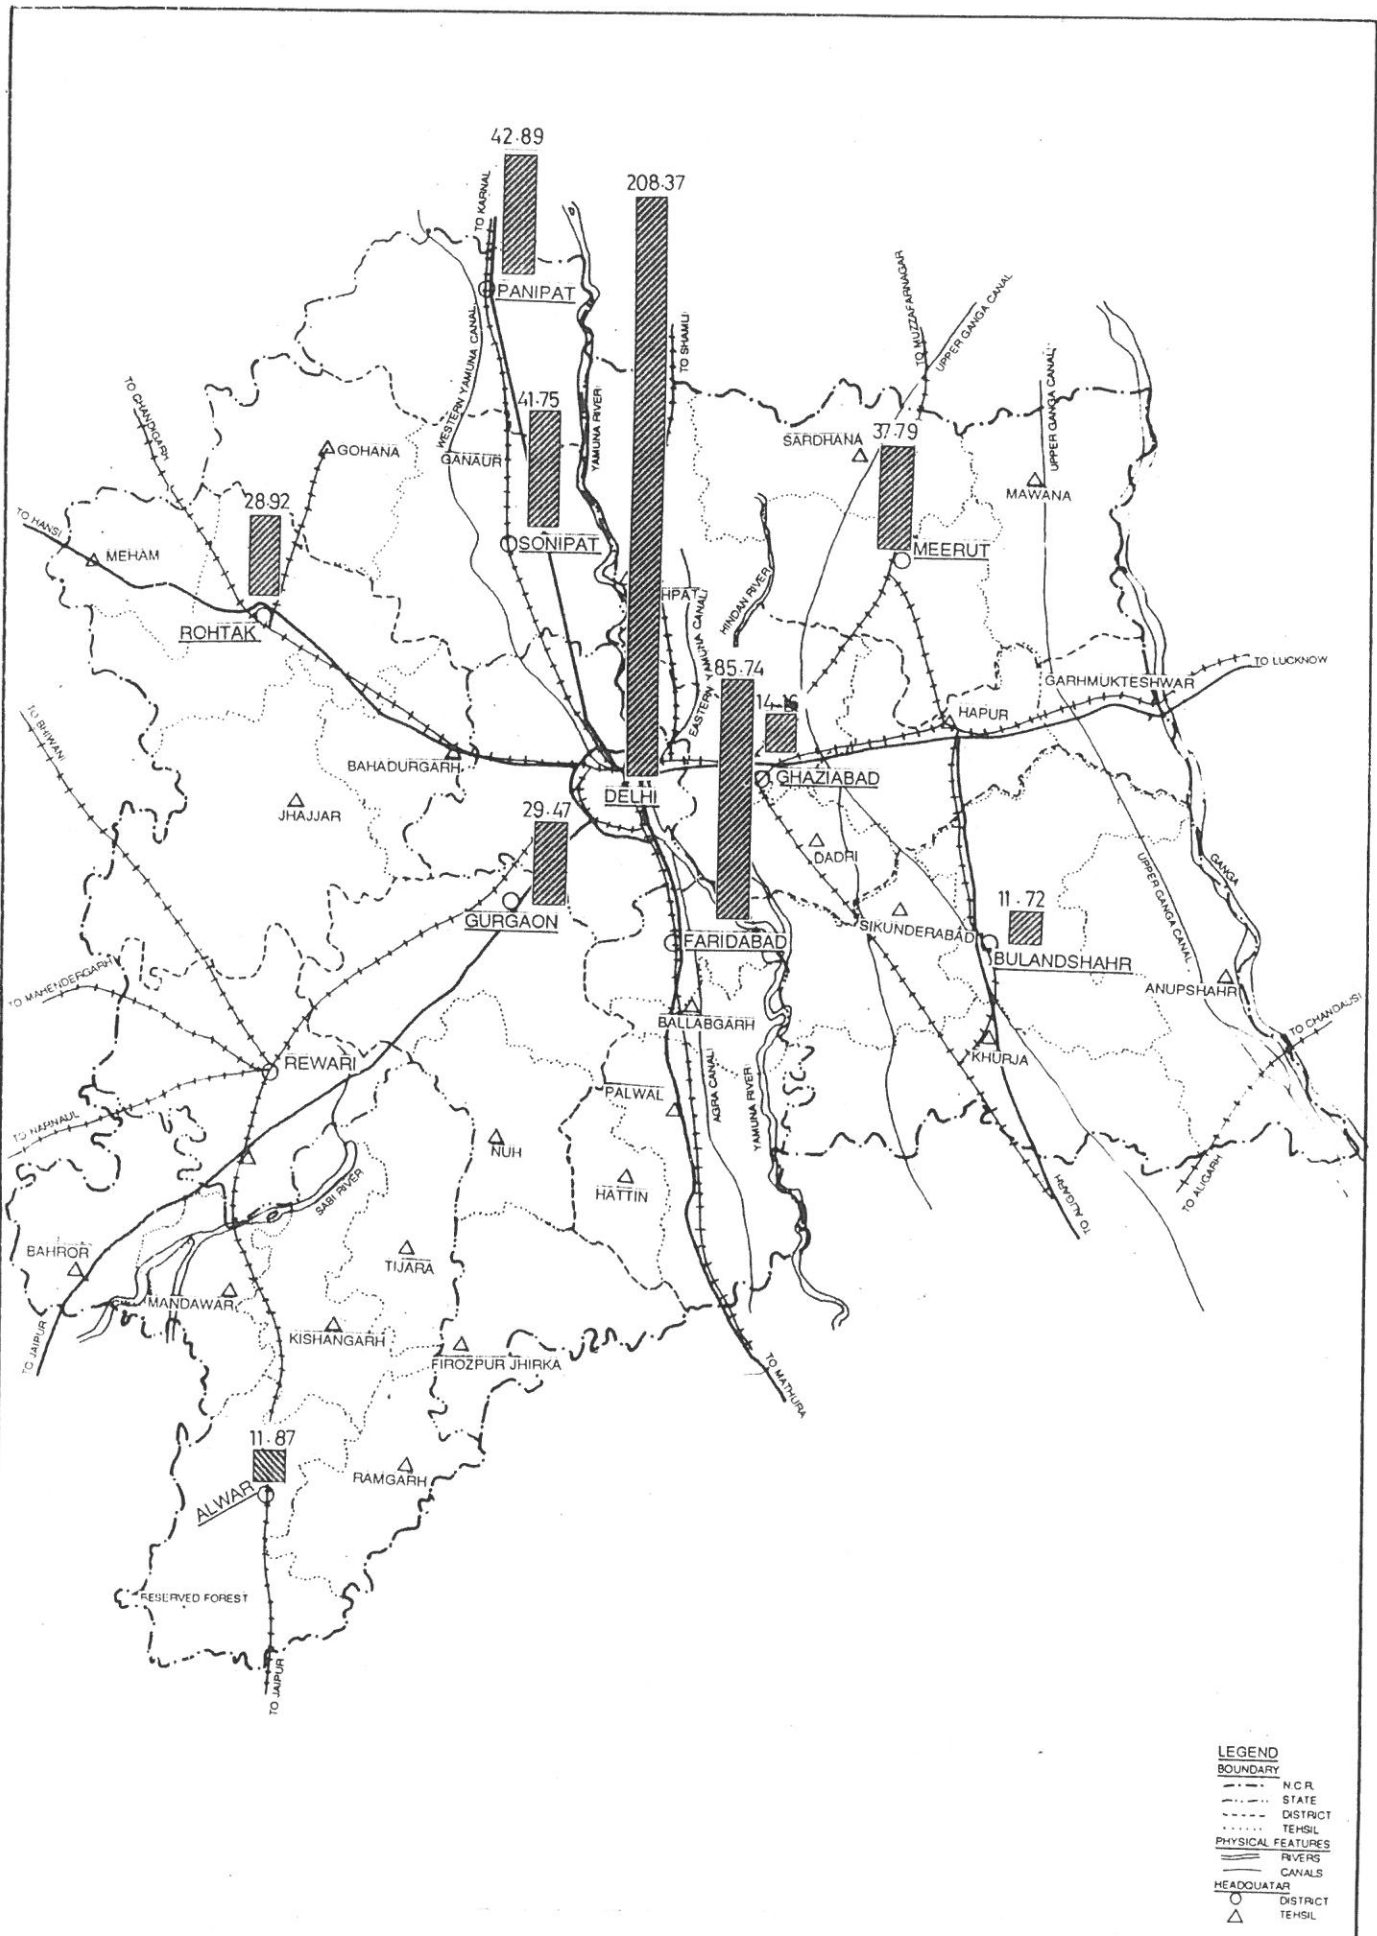 42.89
208.37
TO KARNAL
PANIPAT
TO MUZZAFARNAGAR
UPPER GANGA CANAL
WESTERN YAMUNA CANAL
YAMUNA RIVER
TO SHAMLI
UPPER GANGA CANAL
TO CHANDIGARH
41.75
37.79
SARDHANA
GOHANA
GANAUR
MAWANA
28.92
TO HANSI
MEHAM
SONIPAT
MEERUT
HPAT
HINDAN RIVER
EASTERN YAMUNA CANAL
ROHTAK
85.74
TO LUCKNOW
GARHMUKTESHWAR
14.16
HAPUR
TO BHIWANI
BAHADURGARH
GHAZIABAD
DELHI
JHAJJAR
29.47
DADRI
UPPER GANGA CANAL
GANGA
11.72
GURGAON
SIKUNDERABAD
FARIDABAD
BULANDSHAHR
TO MAHENDERGARH
ANUPSHAHR
BALLABGARH
TO CHANDAUSI
KHURJA
REWARI
PALWAL
AGRA CANAL
YAMUNA RIVER
TO NARNAUL
NUH
HATTIN
SABI RIVER
TO ALIGARH
TO ALIGARH
BAHROR
TIJARA
MANDAWAR
KISHANGARH
TO JAIPUR
FIROZPUR JHIRKA
TO MATHURA
11.87
RAMGARH
ALWAR
RESERVED FOREST
TO JAIPUR
LEGEND
BOUNDARY
N.C.R.
STATE
DISTRICT
TEHSIL
PHYSICAL FEATURES
RIVERS
CANALS
HEADQUATAR
DISTRICT
TEHSIL